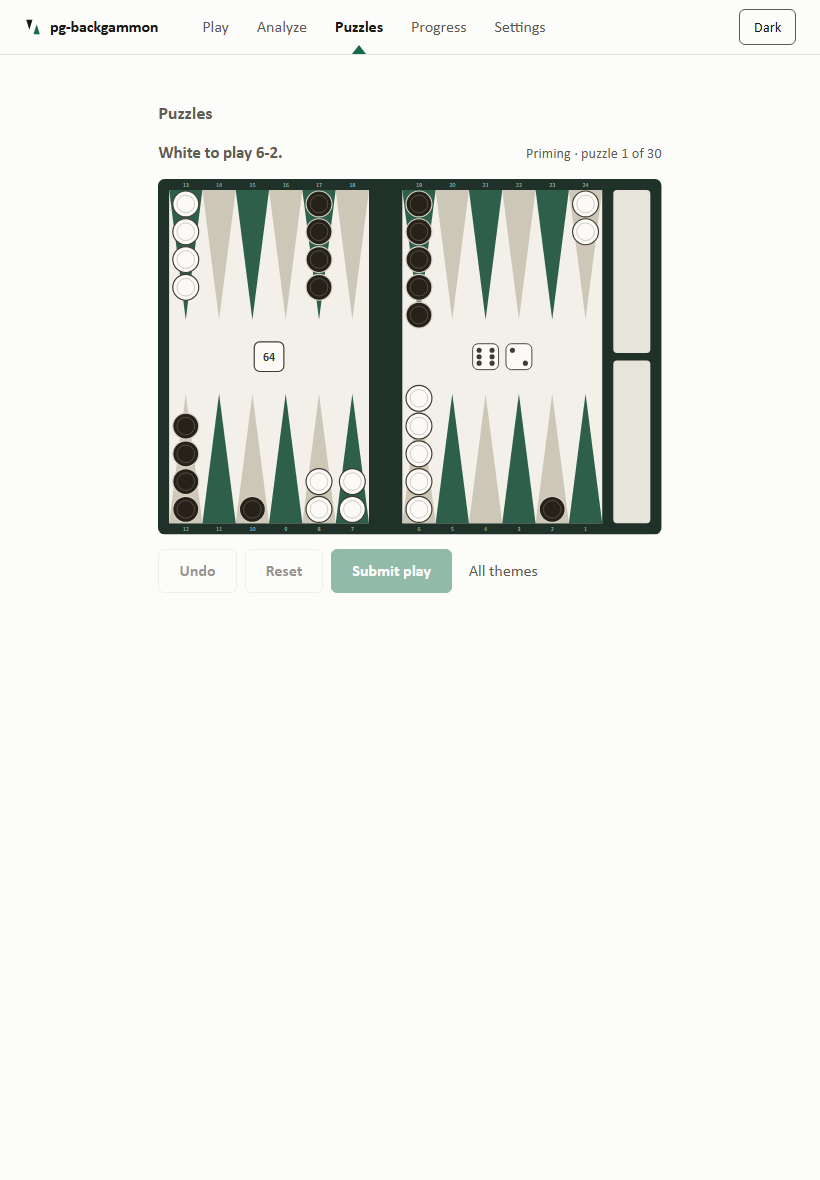 pg-backgammon Play Analyze Puzzles Progress Settings Dark
Puzzles
White to play 6-2. Priming · puzzle 1 of 30
13 14 15 16 17 18 19 20 21 22 23 24
64
12 11 10 9 8 7 6 5 4 3 2 1
Undo Reset Submit play All themes